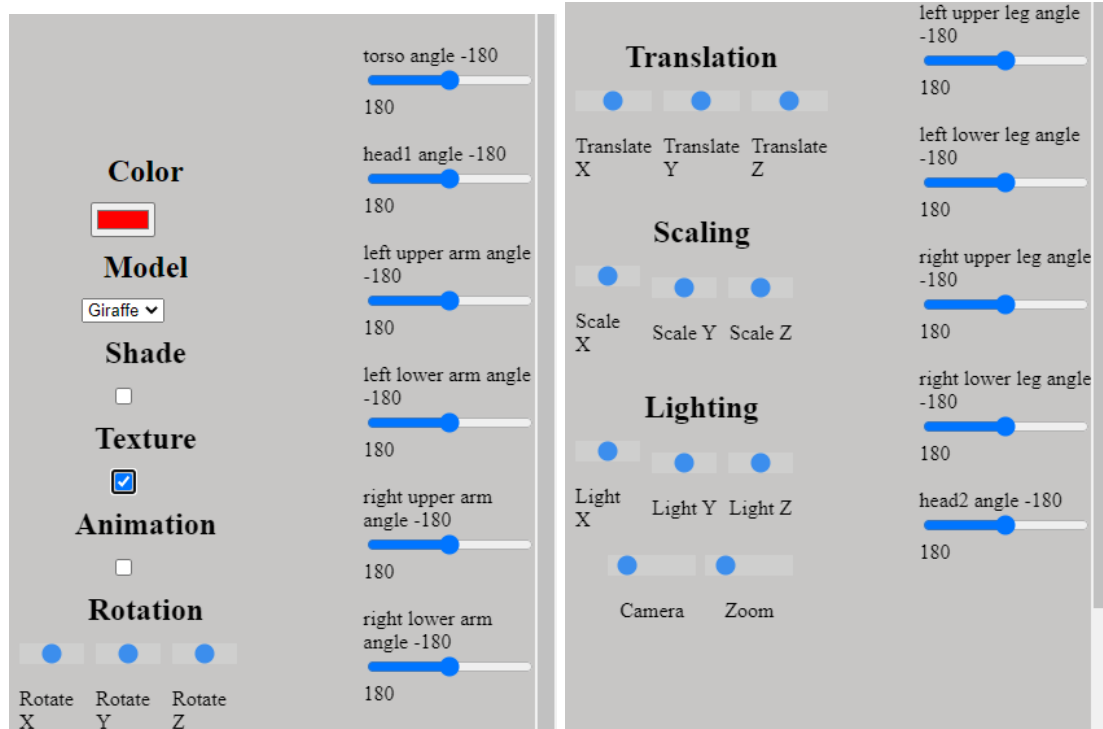 Color
Model
Giraffe
Shade
Texture
Animation
Rotation
Rotate X
Rotate Y
Rotate Z
torso angle -180
180
head1 angle -180
180
left upper arm angle
-180
180
left lower arm angle
-180
180
right upper arm
angle -180
180
right lower arm
angle -180
180
Translation
Translate X
Translate Y
Translate Z
Scaling
Scale X
Scale Y
Scale Z
Lighting
Light X
Light Y
Light Z
Camera
Zoom
left upper leg angle
-180
180
left lower leg angle
-180
180
right upper leg angle
-180
180
right lower leg angle
-180
180
head2 angle -180
180